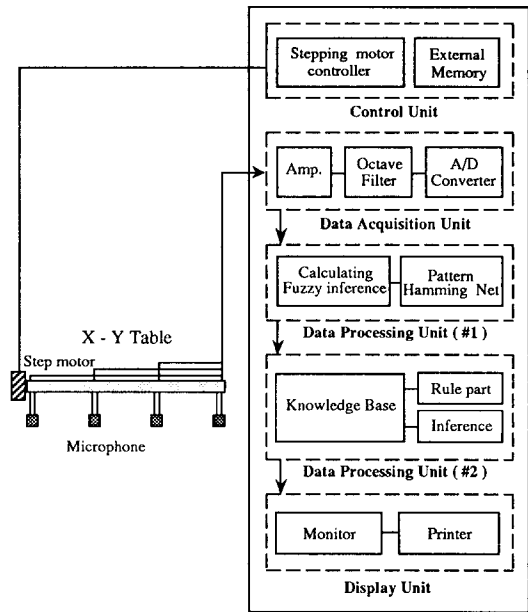 Stepping motor
controller
External
Memory
Control Unit
Amp.
Octave
Filter
A/D
Converter
Data Acquisition Unit
Calculating
Fuzzy inference
Pattern
Hamming Net
Data Processing Unit ( #1 )
X - Y Table
Step motor
Microphone
Knowledge Base
Rule part
Inference
Data Processing Unit ( #2 )
Monitor
Printer
Display Unit